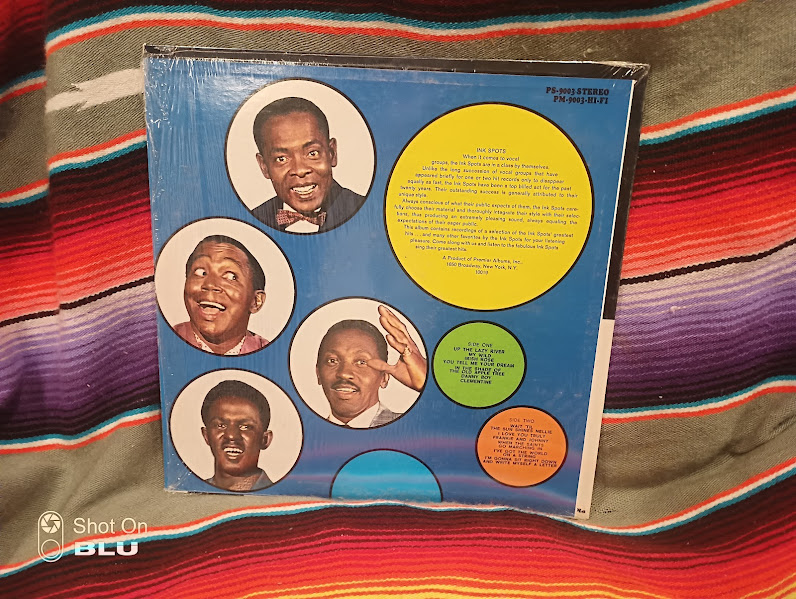 PS-9003·STEREO
PM-9003·HI-FI
INK SPOTS
When it comes to vocal
groups, the Ink Spots are in a class by themselves.
Unlike the long succession of vocal groups that have
appeared briefly for one or two hit records only to disappear
equally as fast, the Ink Spots have been a top billed act for the past
twenty years. Their outstanding success is generally attributed to their
unique style.
Always conscious of what their public expects of them, the Ink Spots care-
fully choose their material and thoroughly integrate their style with their selec-
tions, thus producing an extremely pleasing sound, always equaling the
expectations of their eager public.
This album contains recordings of a selection of the Ink Spots' greatest
hits . . . and many other favorites by the Ink Spots for your listening
pleasure. Come along with us and listen to the fabulous Ink Spots
sing their greatest hits.
A Product of Premier Albums, Inc.,
1650 Broadway, New York, N.Y.
10019
SIDE ONE
UP THE LAZY RIVER
MY WILD
IRISH ROSE
YOU TELL ME YOUR DREAM
IN THE SHADE OF
THE OLD APPLE TREE
DANNY BOY
CLEMENTINE
SIDE TWO
WAIT 'TIL
THE SUN SHINES NELLIE
I LOVE YOU TRULY
FRANKIE AND JOHNNY
WHEN THE SAINTS
GO MARCHING IN
I'VE GOT THE WORLD
ON A STRING
I'M GONNA SIT RIGHT DOWN
AND WRITE MYSELF A LETTER
Shot On
BLU